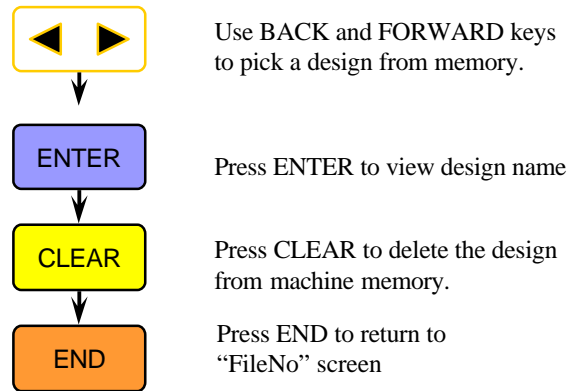 Use BACK and FORWARD keys
to pick a design from memory.
ENTER
Press ENTER to view design name
CLEAR
Press CLEAR to delete the design
from machine memory.
END
Press END to return to
“FileNo” screen